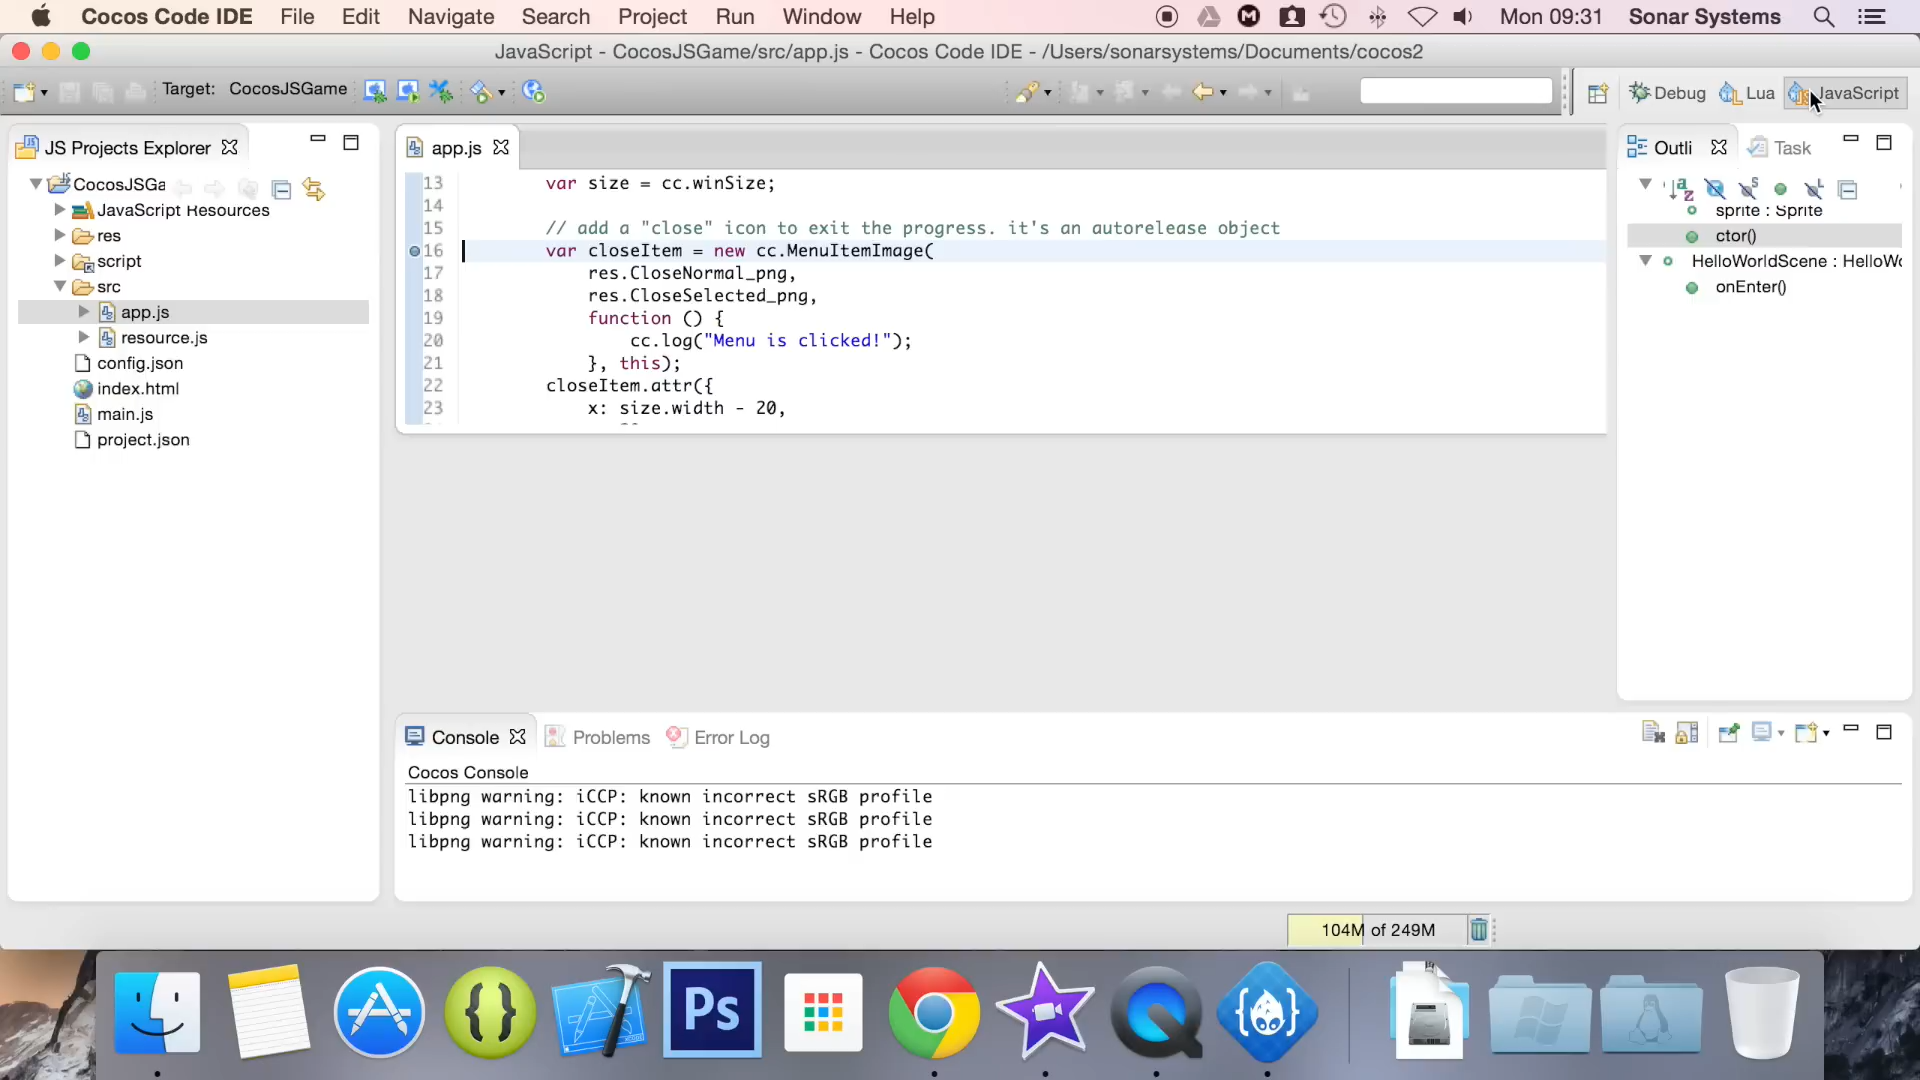 Cocos Code IDE File Edit Navigate Search Project Run Window Help Mon 09:31 Sonar Systems
JavaScript - CocosJSGame/src/app.js - Cocos Code IDE - /Users/sonarsystems/Documents/cocos2
Target: CocosJSGame Debug Lua JavaScript
JS Projects Explorer
CocosJSGa
JavaScript Resources
res
script
src
app.js
resource.js
config.json
index.html
main.js
project.json
app.js
13 var size = cc.winSize;
14
15 // add a "close" icon to exit the progress. it's an autorelease object
16 var closeItem = new cc.MenuItemImage(
17 res.CloseNormal_png,
18 res.CloseSelected_png,
19 function () {
20 cc.log("Menu is clicked!");
21 }, this);
22 closeItem.attr({
23 x: size.width - 20,
Outli Task
sprite : Sprite
ctor()
HelloWorldScene : HelloWo
onEnter()
Console Problems Error Log
Cocos Console
libpng warning: iCCP: known incorrect sRGB profile
libpng warning: iCCP: known incorrect sRGB profile
libpng warning: iCCP: known incorrect sRGB profile
104M of 249M
Ps